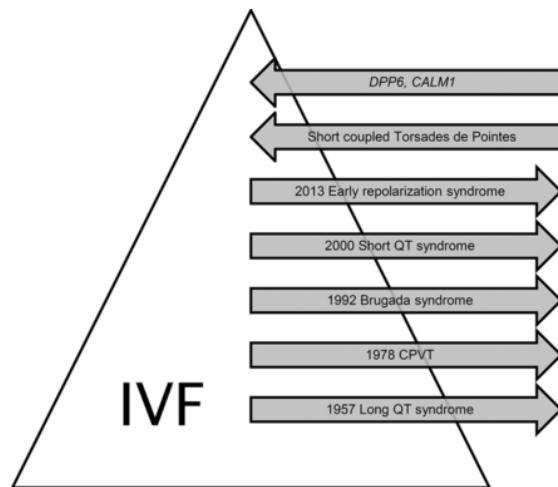 DPP6, CALM1
Short coupled Torsades de Pointes
2013 Early repolarization syndrome
2000 Short QT syndrome
1992 Brugada syndrome
1978 CPVT
IVF
1957 Long QT syndrome